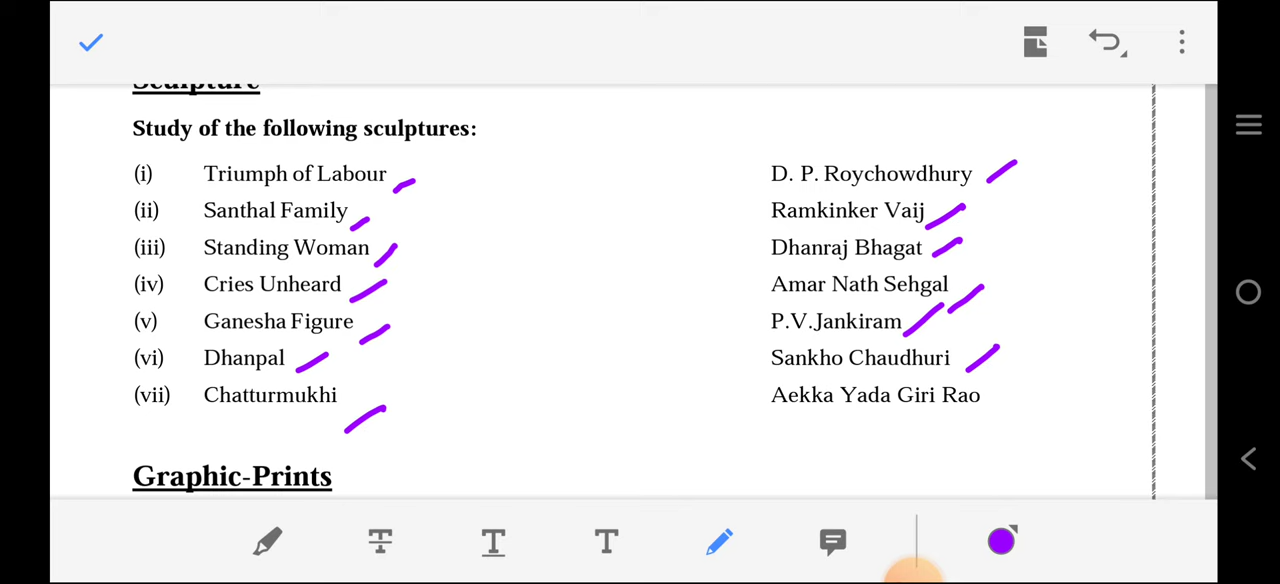 Sculpture
Study of the following sculptures:
(i) Triumph of Labour D. P. Roychowdhury
(ii) Santhal Family Ramkinker Vaij
(iii) Standing Woman Dhanraj Bhagat
(iv) Cries Unheard Amar Nath Sehgal
(v) Ganesha Figure P.V.Jankiram
(vi) Dhanpal Sankho Chaudhuri
(vii) Chatturmukhi Aekka Yada Giri Rao
Graphic-Prints
T T T